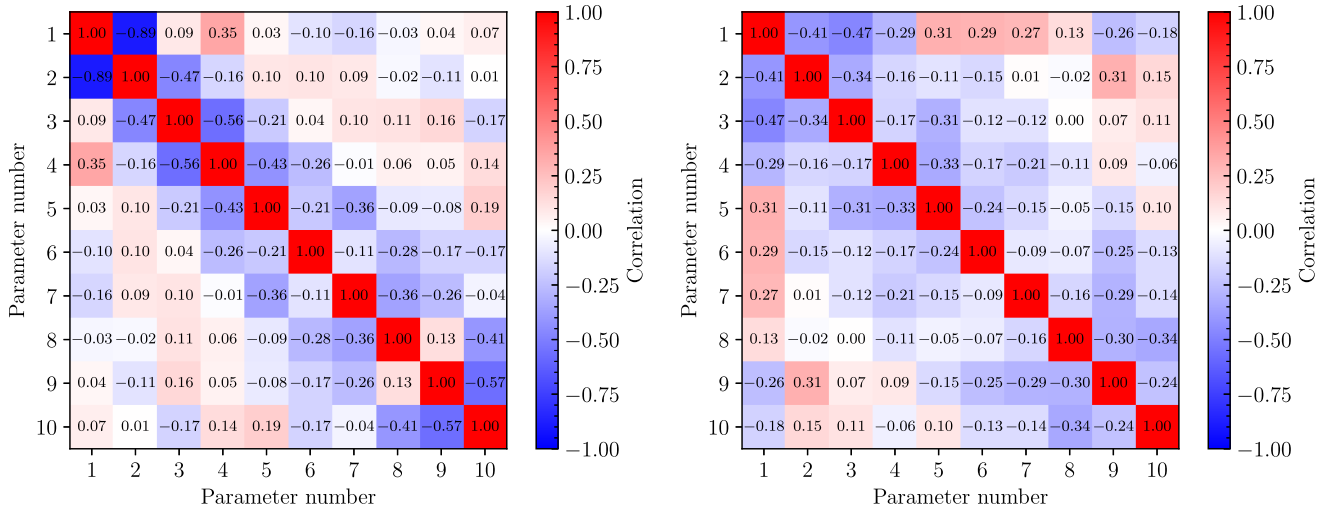 1 1.00 −0.89 0.09 0.35 0.03 −0.10 −0.16 −0.03 0.04 0.07
2 −0.89 1.00 −0.47 −0.16 0.10 0.10 0.09 −0.02 −0.11 0.01
3 0.09 −0.47 1.00 −0.56 −0.21 0.04 0.10 0.11 0.16 −0.17
4 0.35 −0.16 −0.56 1.00 −0.43 −0.26 −0.01 0.06 0.05 0.14
5 0.03 0.10 −0.21 −0.43 1.00 −0.21 −0.36 −0.09 −0.08 0.19
6 −0.10 0.10 0.04 −0.26 −0.21 1.00 −0.11 −0.28 −0.17 −0.17
7 −0.16 0.09 0.10 −0.01 −0.36 −0.11 1.00 −0.36 −0.26 −0.04
8 −0.03 −0.02 0.11 0.06 −0.09 −0.28 −0.36 1.00 0.13 −0.41
9 0.04 −0.11 0.16 0.05 −0.08 −0.17 −0.26 0.13 1.00 −0.57
10 0.07 0.01 −0.17 0.14 0.19 −0.17 −0.04 −0.41 −0.57 1.00
1 2 3 4 5 6 7 8 9 10
Parameter number
Parameter number
1.00
0.75
0.50
0.25
0.00
−0.25
−0.50
−0.75
−1.00
Correlation
1 1.00 −0.41 −0.47 −0.29 0.31 0.29 0.27 0.13 −0.26 −0.18
2 −0.41 1.00 −0.34 −0.16 −0.11 −0.15 0.01 −0.02 0.31 0.15
3 −0.47 −0.34 1.00 −0.17 −0.31 −0.12 −0.12 0.00 0.07 0.11
4 −0.29 −0.16 −0.17 1.00 −0.33 −0.17 −0.21 −0.11 0.09 −0.06
5 0.31 −0.11 −0.31 −0.33 1.00 −0.24 −0.15 −0.05 −0.15 0.10
6 0.29 −0.15 −0.12 −0.17 −0.24 1.00 −0.09 −0.07 −0.25 −0.13
7 0.27 0.01 −0.12 −0.21 −0.15 −0.09 1.00 −0.16 −0.29 −0.14
8 0.13 −0.02 0.00 −0.11 −0.05 −0.07 −0.16 1.00 −0.30 −0.34
9 −0.26 0.31 0.07 0.09 −0.15 −0.25 −0.29 −0.30 1.00 −0.24
10 −0.18 0.15 0.11 −0.06 0.10 −0.13 −0.14 −0.34 −0.24 1.00
1 2 3 4 5 6 7 8 9 10
Parameter number
Parameter number
1.00
0.75
0.50
0.25
0.00
−0.25
−0.50
−0.75
−1.00
Correlation